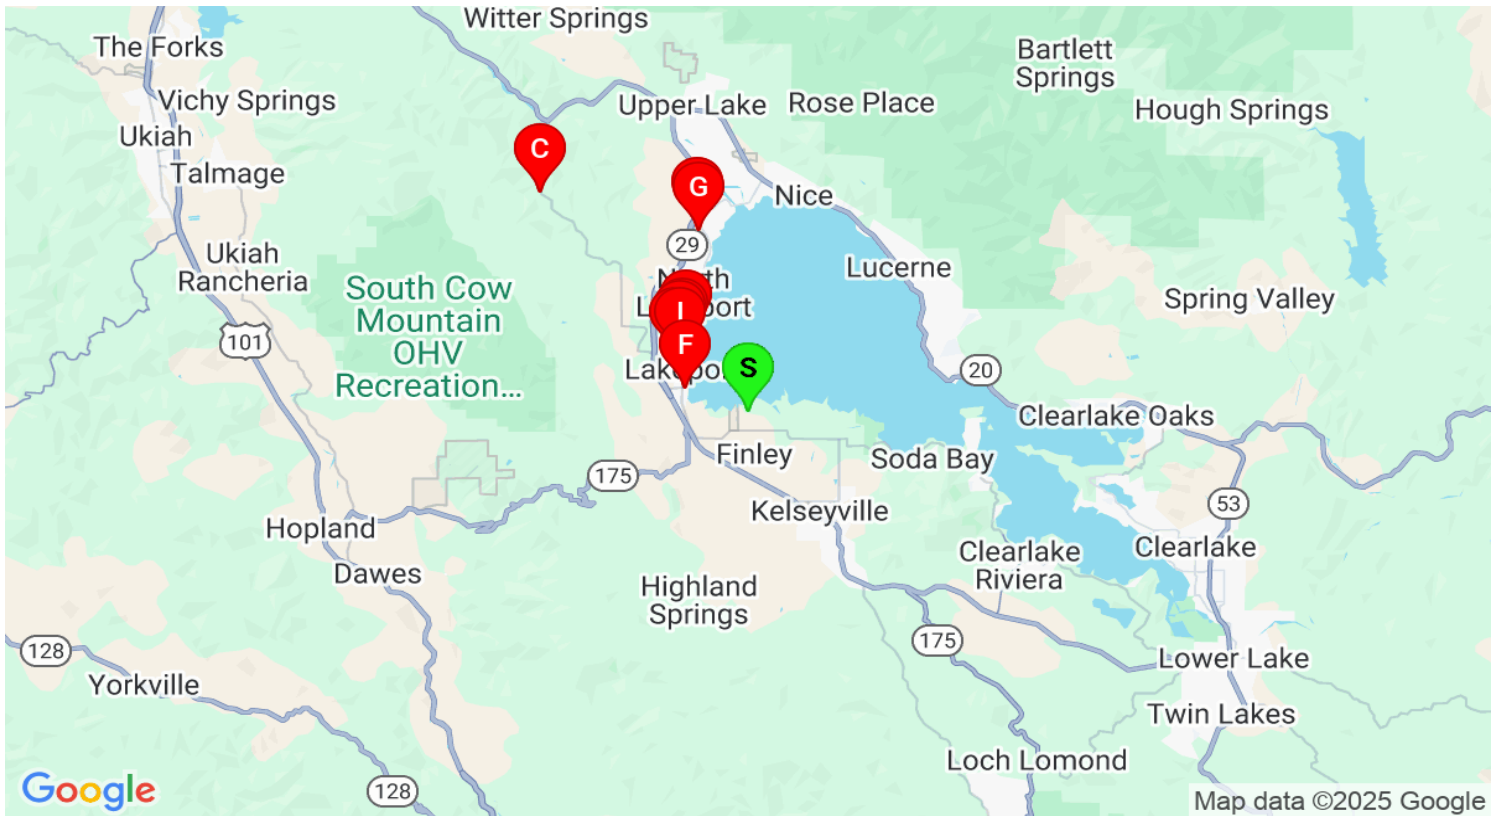 Witter Springs
The Forks
Bartlett
Springs
Vichy Springs
Upper Lake
Rose Place
Hough Springs
Ukiah
C
Talmage
G
Nice
29
Ukiah
Rancheria
Lucerne
North
Lakeport
South Cow
Mountain
OHV
Recreation...
I
Spring Valley
101
F
Lakeport
S
20
Clearlake Oaks
Finley
Soda Bay
175
53
Kelseyville
Hopland
Clearlake
Riviera
Clearlake
Dawes
Highland
Springs
128
175
Lower Lake
Yorkville
Twin Lakes
Loch Lomond
Google
128
Map data ©2025 Google